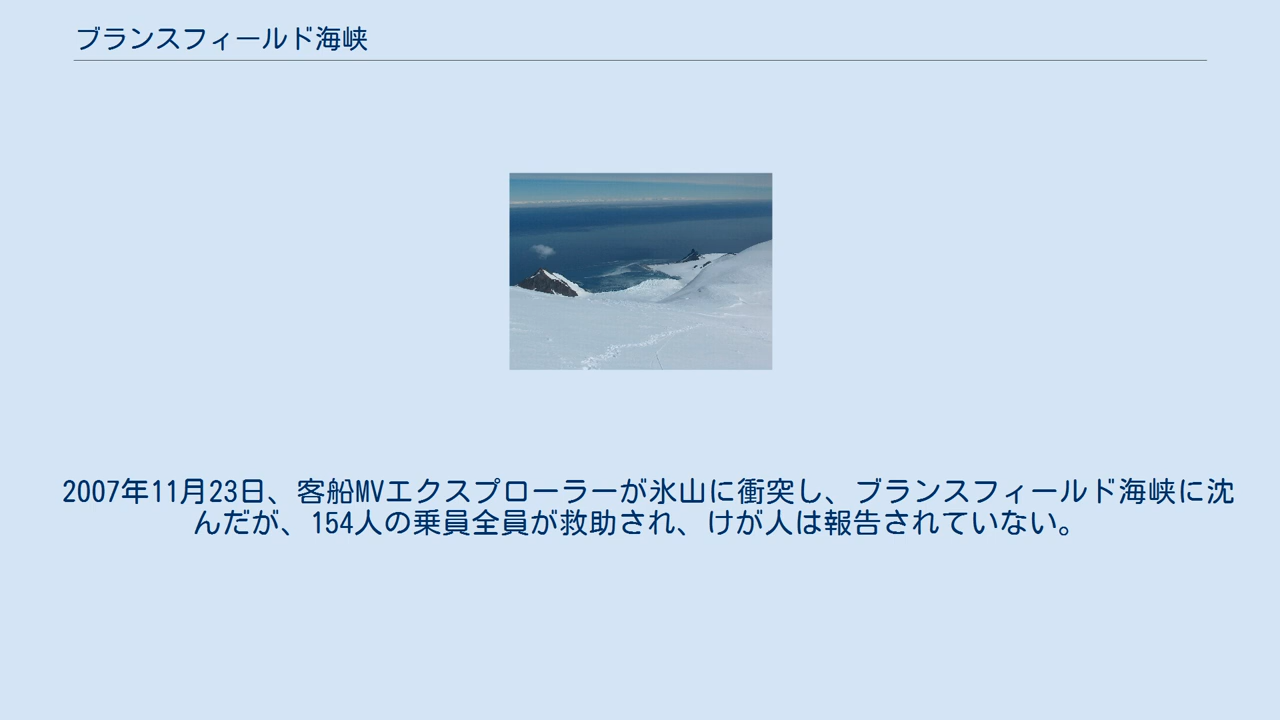 ブランスフィールド海峡
2007年11月23日、客船MVエクスプローラーが氷山に衝突し、ブランスフィールド海峡に沈
んだが、154人の乗員全員が救助され、けが人は報告されていない。